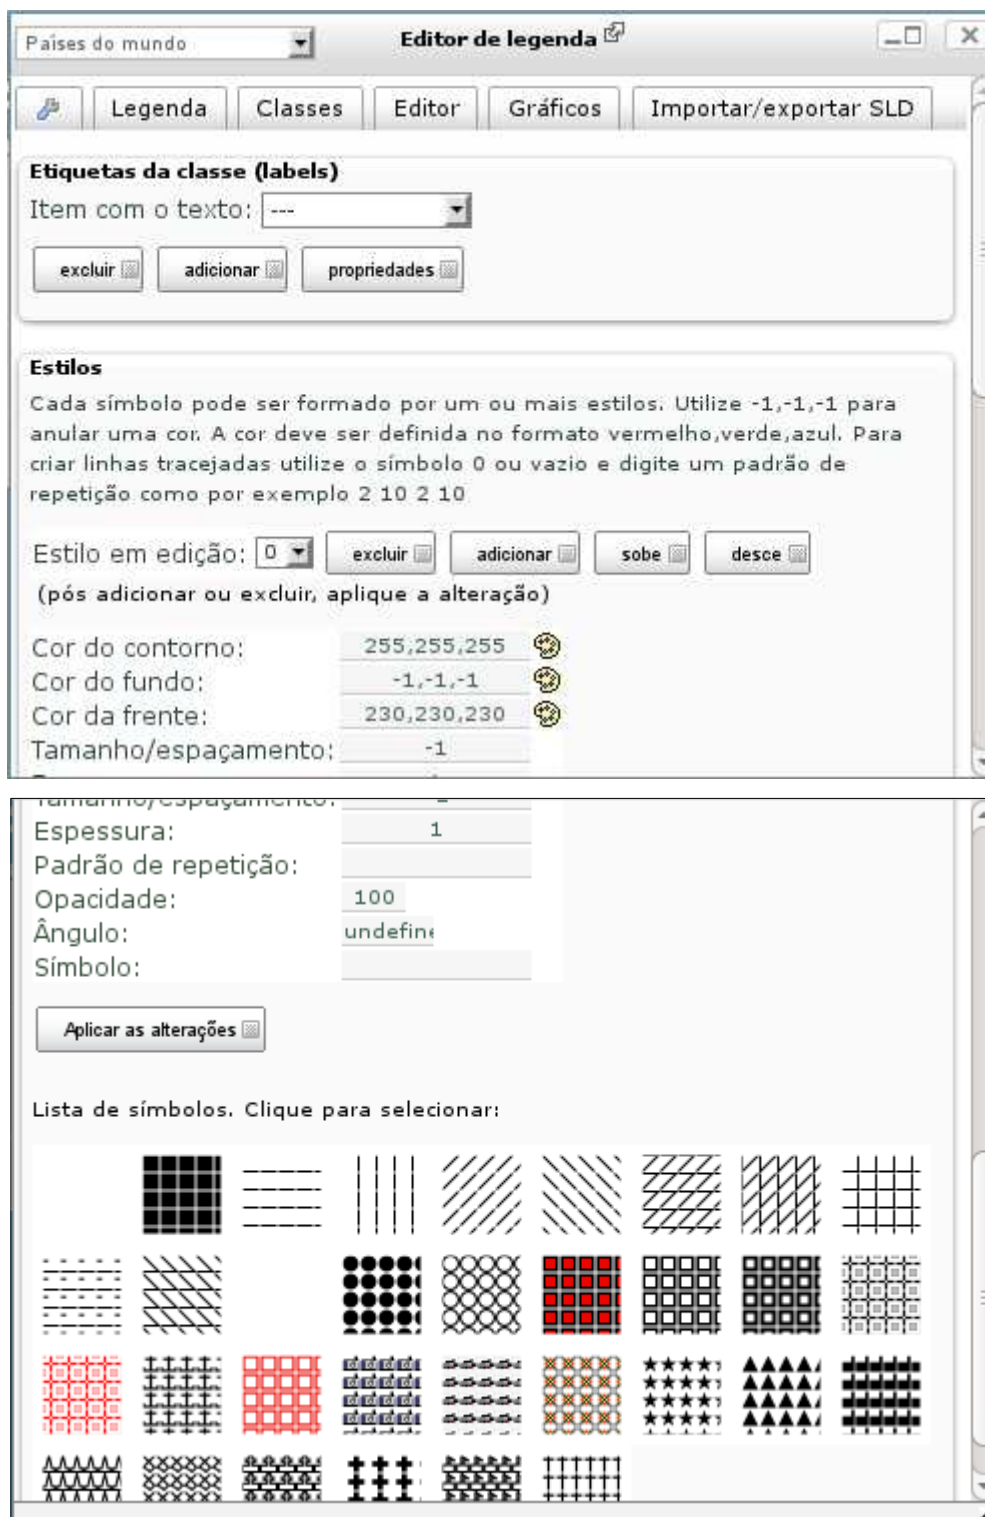 Países do mundo
Editor de legenda
Legenda
Classes
Editor
Gráficos
Importar/exportar SLD
Etiquetas da classe (labels)
Item com o texto: ---
excluir
adicionar
propriedades
Estilos
Cada símbolo pode ser formado por um ou mais estilos. Utilize -1,-1,-1 para
anular uma cor. A cor deve ser definida no formato vermelho,verde,azul. Para
criar linhas tracejadas utilize o símbolo 0 ou vazio e digite um padrão de
repetição como por exemplo 2 10 2 10
Estilo em edição: 0 excluir adicionar sobe desce
(pós adicionar ou excluir, aplique a alteração)
Cor do contorno: 255,255,255
Cor do fundo: -1,-1,-1
Cor da frente: 230,230,230
Tamanho/espaçamento: -1
Tamanho/espaçamento:
Espessura: 1
Padrão de repetição:
Opacidade: 100
Ângulo: undefine
Símbolo:
Aplicar as alterações
Lista de símbolos. Clique para selecionar: